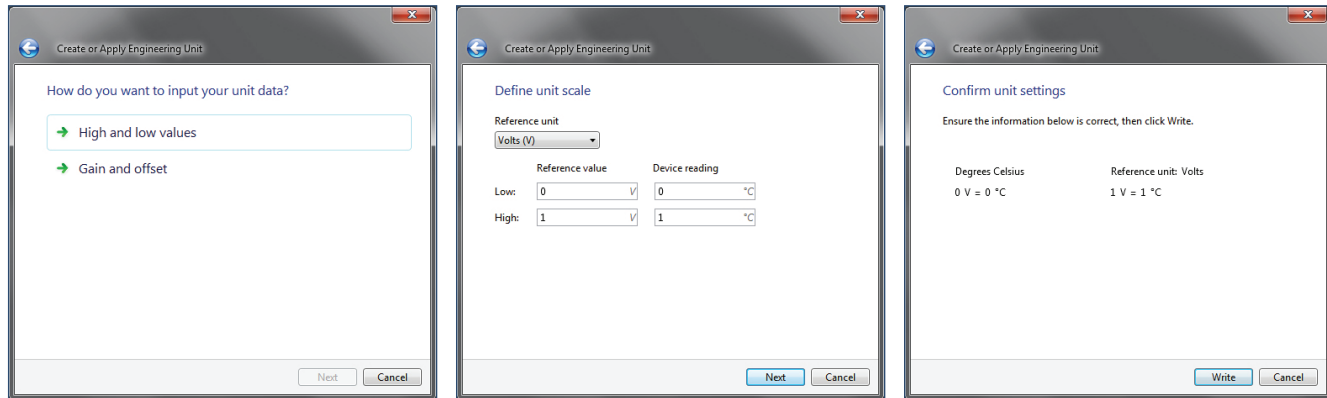 Create or Apply Engineering Unit
How do you want to input your unit data?
High and low values
Gain and offset
Next Cancel
Create or Apply Engineering Unit
Define unit scale
Reference unit
Volts (V)
Reference value Device reading
Low: 0 V 0 °C
High: 1 V 1 °C
Next Cancel
Create or Apply Engineering Unit
Confirm unit settings
Ensure the information below is correct, then click Write.
Degrees Celsius Reference unit: Volts
0 V = 0 °C 1 V = 1 °C
Write Cancel